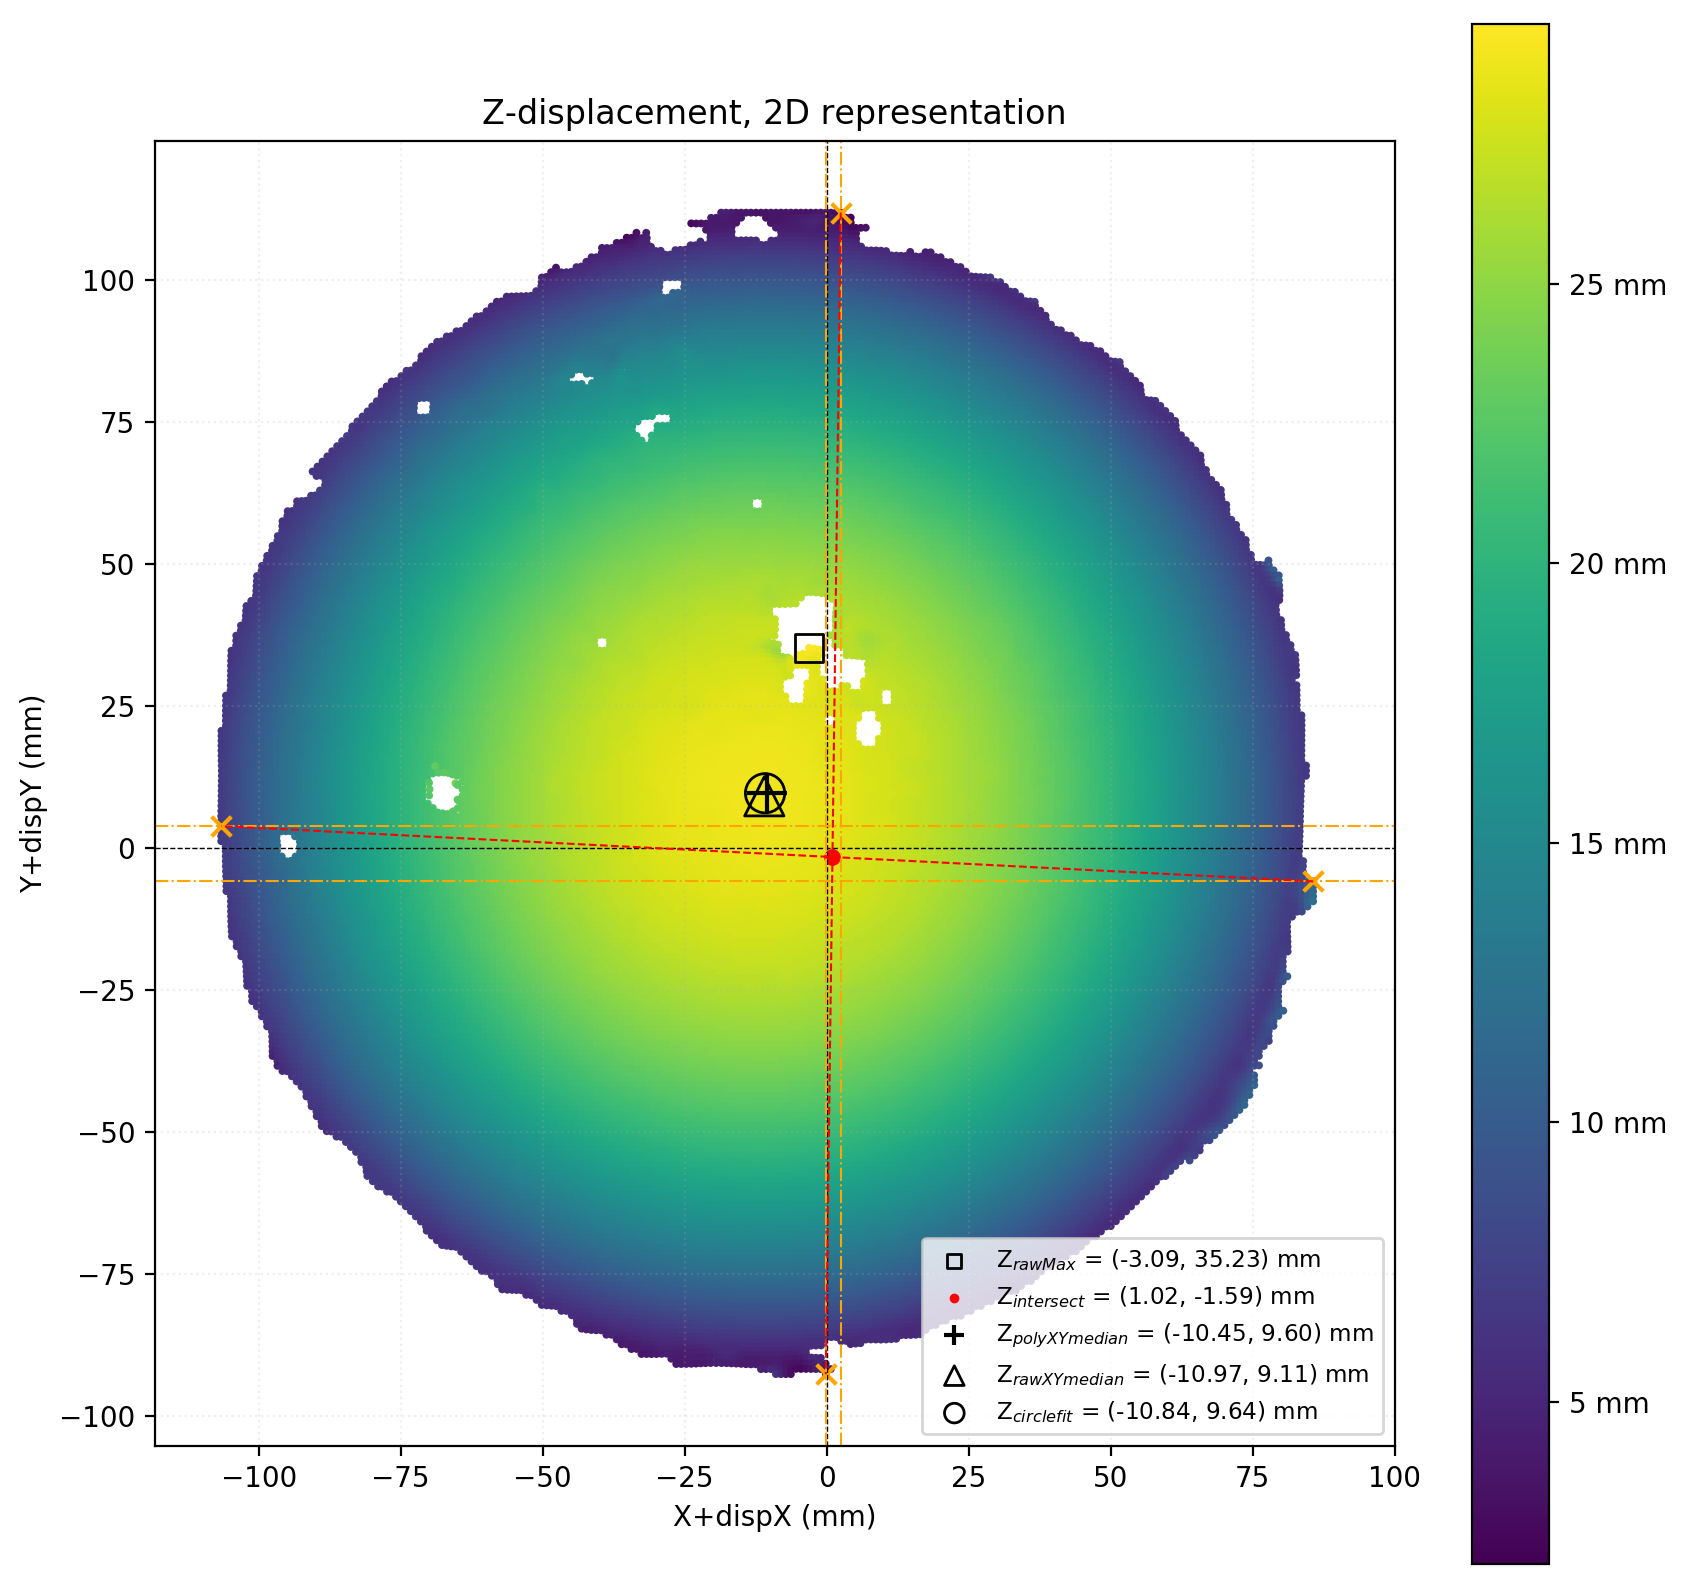 Z-displacement, 2D representation
Y+dispY (mm)
100
75
50
25
0
−25
−50
−75
−100
−100
−75
−50
−25
0
25
50
75
100
X+dispX (mm)
25 mm
20 mm
15 mm
10 mm
5 mm
Z_rawMax = (-3.09, 35.23) mm
Z_intersect = (1.02, -1.59) mm
Z_polyXYmedian = (-10.45, 9.60) mm
Z_rawXYmedian = (-10.97, 9.11) mm
Z_circlefit = (-10.84, 9.64) mm